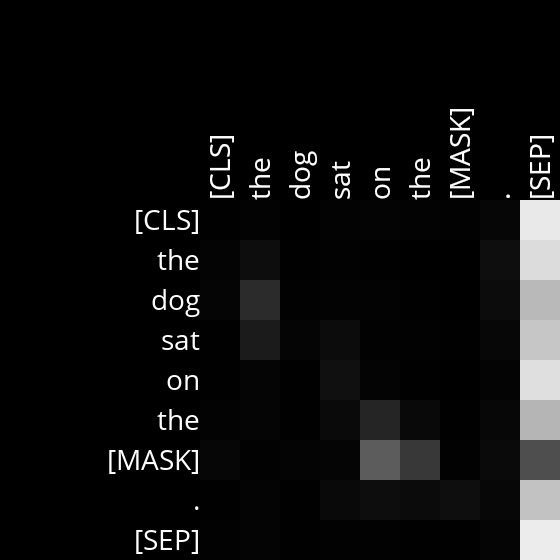 [CLS] the dog sat on the [MASK] . [SEP]
[CLS]
the
dog
sat
on
the
[MASK]
.
[SEP]